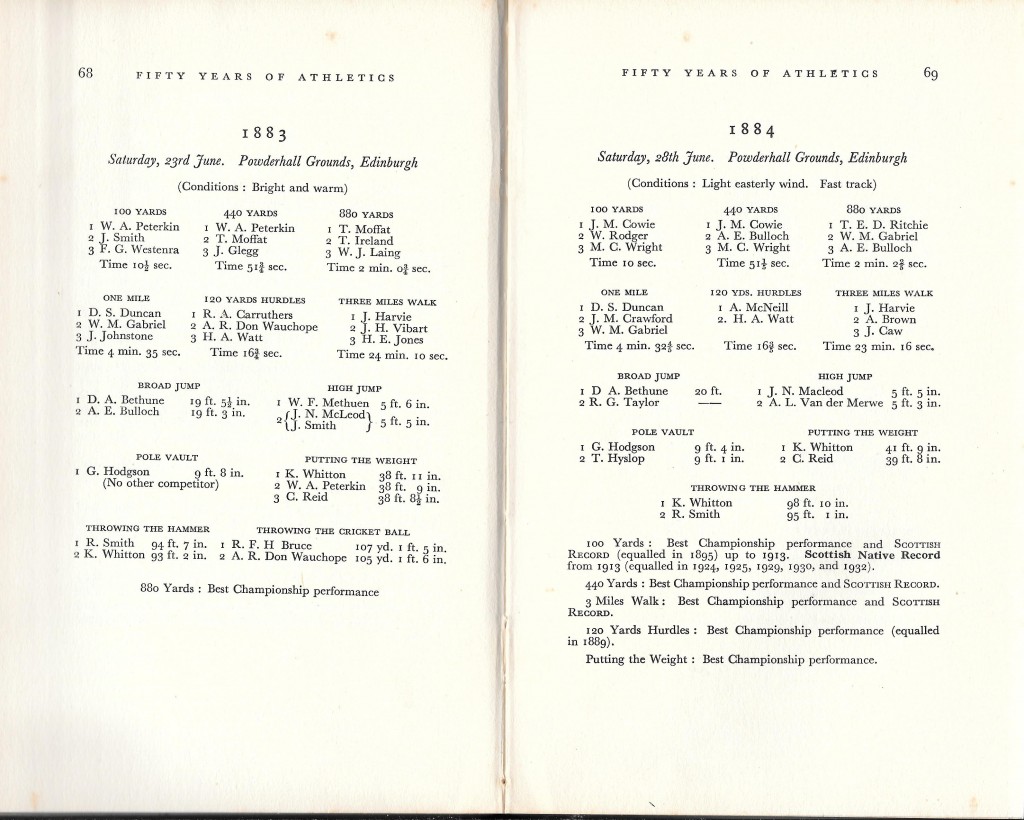 68 FIFTY YEARS OF ATHLETICS
1883
Saturday, 23rd June. Powderhall Grounds, Edinburgh
(Conditions : Bright and warm)
100 YARDS 440 YARDS 880 YARDS
1 W. A. Peterkin 1 W. A. Peterkin 1 T. Moffat
2 J. Smith 2 T. Moffat 2 T. Ireland
3 F. G. Westenra 3 J. Glegg 3 W. J. Laing
Time 10½ sec. Time 51¾ sec. Time 2 min. 0¾ sec.
ONE MILE 120 YARDS HURDLES THREE MILES WALK
1 D. S. Duncan 1 R. A. Carruthers 1 J. Harvie
2 W. M. Gabriel 2 A. R. Don Wauchope 2 J. H. Vibart
3 J. Johnstone 3 H. A. Watt 3 H. E. Jones
Time 4 min. 35 sec. Time 16¾ sec. Time 24 min. 10 sec.
BROAD JUMP HIGH JUMP
1 D. A. Bethune 19 ft. 5½ in. 1 W. F. Methuen 5 ft. 6 in.
2 A. E. Bulloch 19 ft. 3 in. 2 {J. N. McLeod}
{J. Smith } 5 ft. 5 in.
POLE VAULT PUTTING THE WEIGHT
1 G. Hodgson 9 ft. 8 in. 1 K. Whitton 38 ft. 11 in.
(No other competitor) 2 W. A. Peterkin 38 ft. 9 in.
3 C. Reid 38 ft. 8½ in.
THROWING THE HAMMER THROWING THE CRICKET BALL
1 R. Smith 94 ft. 7 in. 1 R. F. H Bruce 107 yd. 1 ft. 5 in.
2 K. Whitton 93 ft. 2 in. 2 A. R. Don Wauchope 105 yd. 1 ft. 6 in.
880 Yards : Best Championship performance
FIFTY YEARS OF ATHLETICS 69
1884
Saturday, 28th June. Powderhall Grounds, Edinburgh
(Conditions : Light easterly wind. Fast track)
100 YARDS 440 YARDS 880 YARDS
1 J. M. Cowie 1 J. M. Cowie 1 T. E. D. Ritchie
2 W. Rodger 2 A. E. Bulloch 2 W. M. Gabriel
3 M. C. Wright 3 M. C. Wright 3 A. E. Bulloch
Time 10 sec. Time 51⅕ sec. Time 2 min. 2⅖ sec.
ONE MILE 120 YDS. HURDLES THREE MILES WALK
1 D. S. Duncan 1 A. McNeill 1 J. Harvie
2 J. M. Crawford 2. H. A. Watt 2 A. Brown
3 W. M. Gabriel 3 J. Caw
Time 4 min. 32⅘ sec. Time 16⅗ sec. Time 23 min. 16 sec.
BROAD JUMP HIGH JUMP
1 D A. Bethune 20 ft. 1 J. N. Macleod 5 ft. 5 in.
2 R. G. Taylor —— 2 A. L. Van der Merwe 5 ft. 3 in.
POLE VAULT PUTTING THE WEIGHT
1 G. Hodgson 9 ft. 4 in. 1 K. Whitton 41 ft. 9 in.
2 T. Hyslop 9 ft. 1 in. 2 C. Reid 39 ft. 8 in.
THROWING THE HAMMER
1 K. Whitton 98 ft. 10 in.
2 R. Smith 95 ft. 1 in.
100 Yards : Best Championship performance and SCOTTISH
RECORD (equalled in 1895) up to 1913. Scottish Native Record
from 1913 (equalled in 1924, 1925, 1929, 1930, and 1932).
440 Yards : Best Championship performance and SCOTTISH RECORD.
3 Miles Walk : Best Championship performance and SCOTTISH
RECORD.
120 Yards Hurdles : Best Championship performance (equalled
in 1889).
Putting the Weight : Best Championship performance.